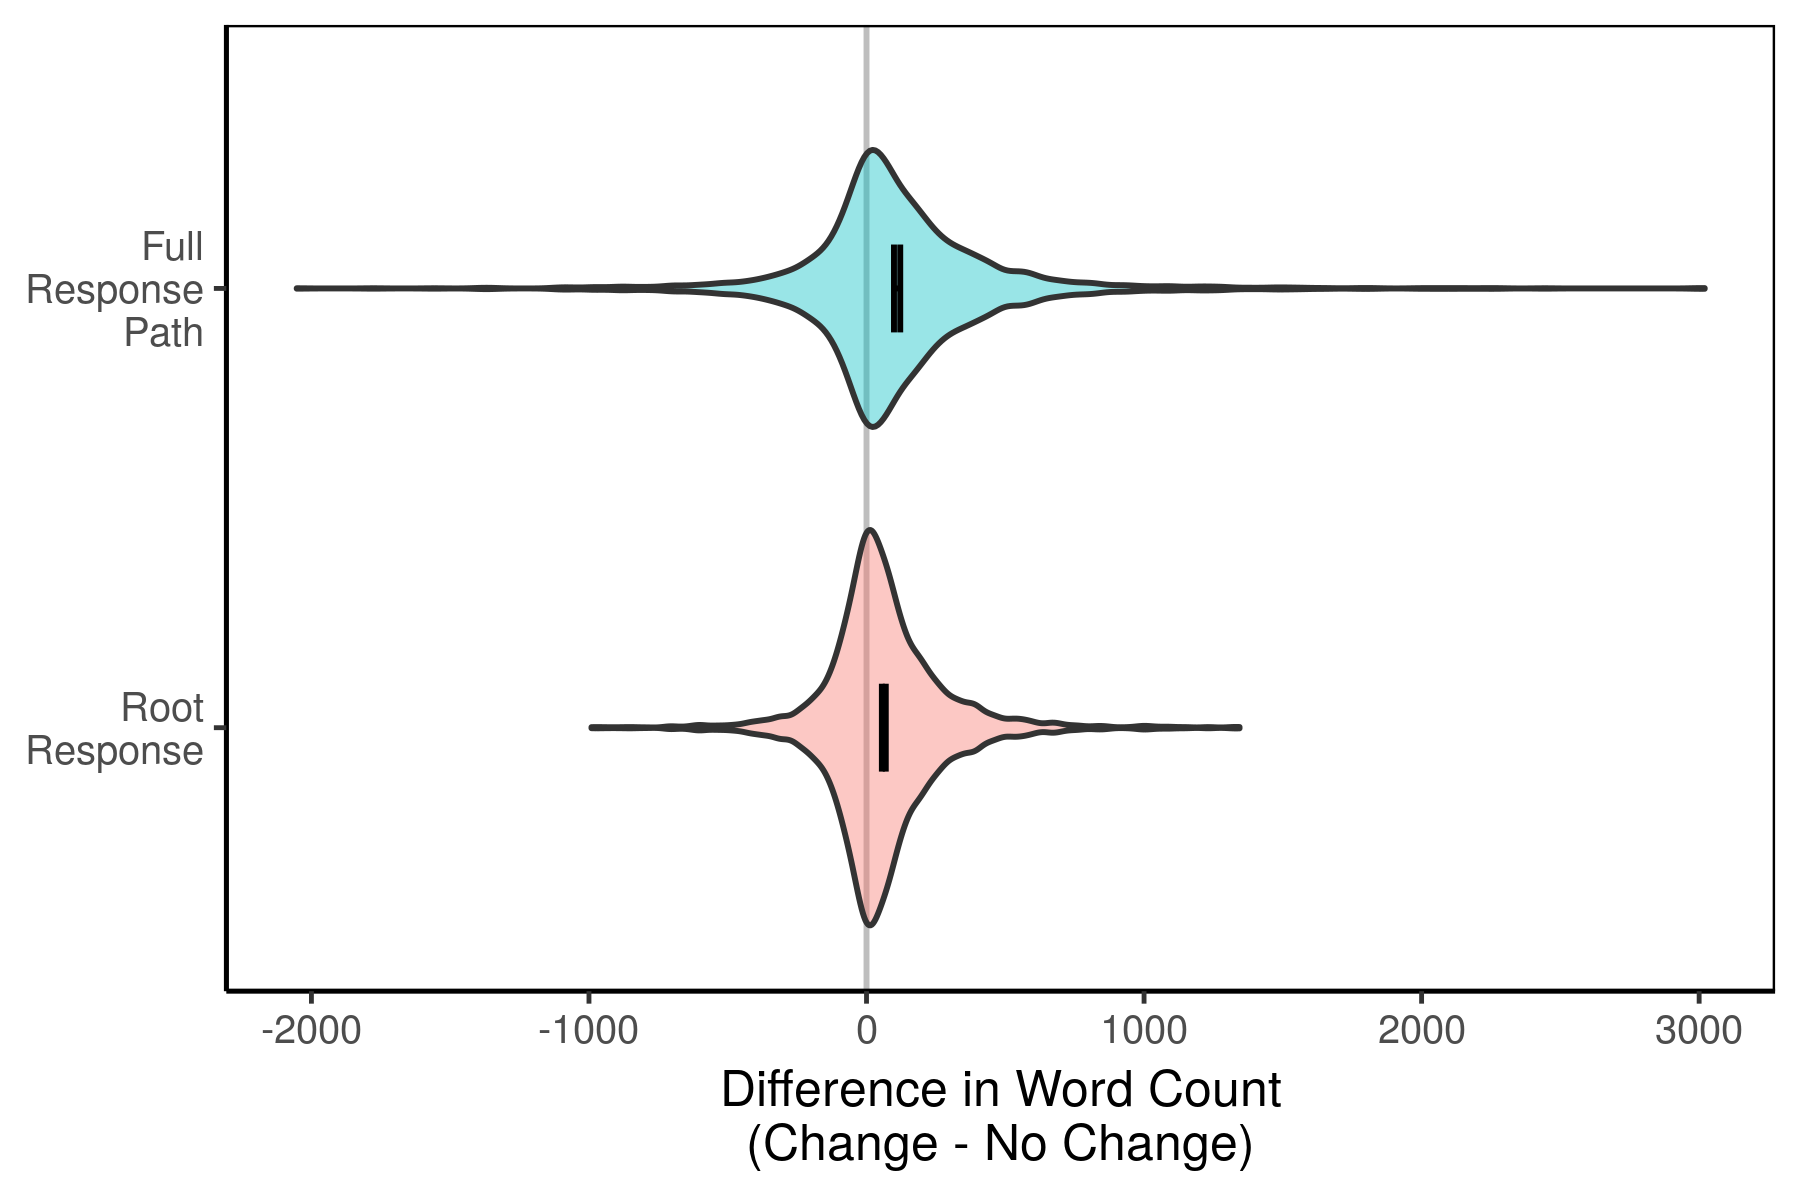 Full
Response
Path
Root
Response
-2000
-1000
0
1000
2000
3000
Difference in Word Count
(Change - No Change)